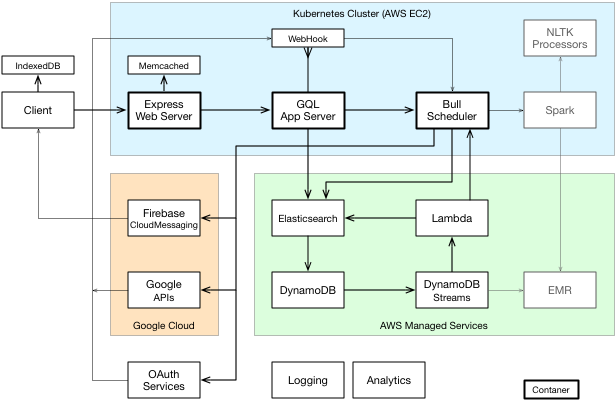 Kubernetes Cluster (AWS EC2)
WebHook
NLTK
Processors
IndexedDB
Memcached
Client
Express
Web Server
GQL
App Server
Bull
Scheduler
Spark
Firebase
CloudMessaging
Elasticsearch
Lambda
Google
APIs
DynamoDB
DynamoDB
Streams
EMR
Google Cloud
AWS Managed Services
OAuth
Services
Logging
Analytics
Contaner